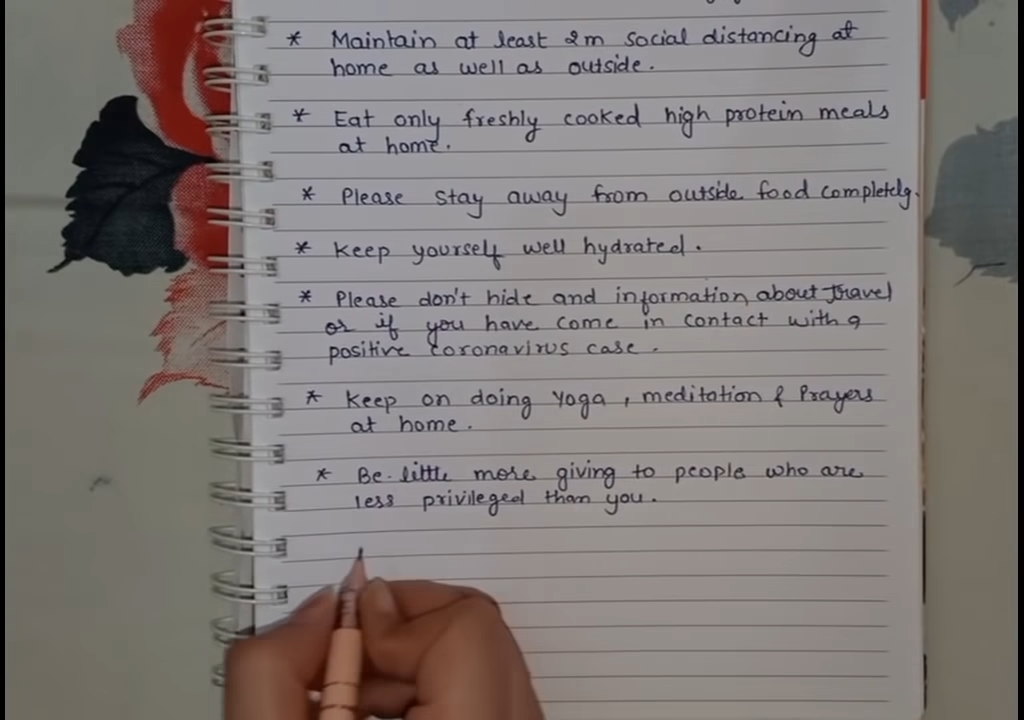 * Maintain at least 2m social distancing at
home as well as outside.
* Eat only freshly cooked high protein meals
at home.
* Please stay away from outside food completely.
* Keep yourself well hydrated.
* Please don't hide and information about travel
or if you have come in contact with a
positive coronavirus case.
* Keep on doing Yoga, meditation & Prayers
at home.
* Be little more giving to people who are
less privileged than you.